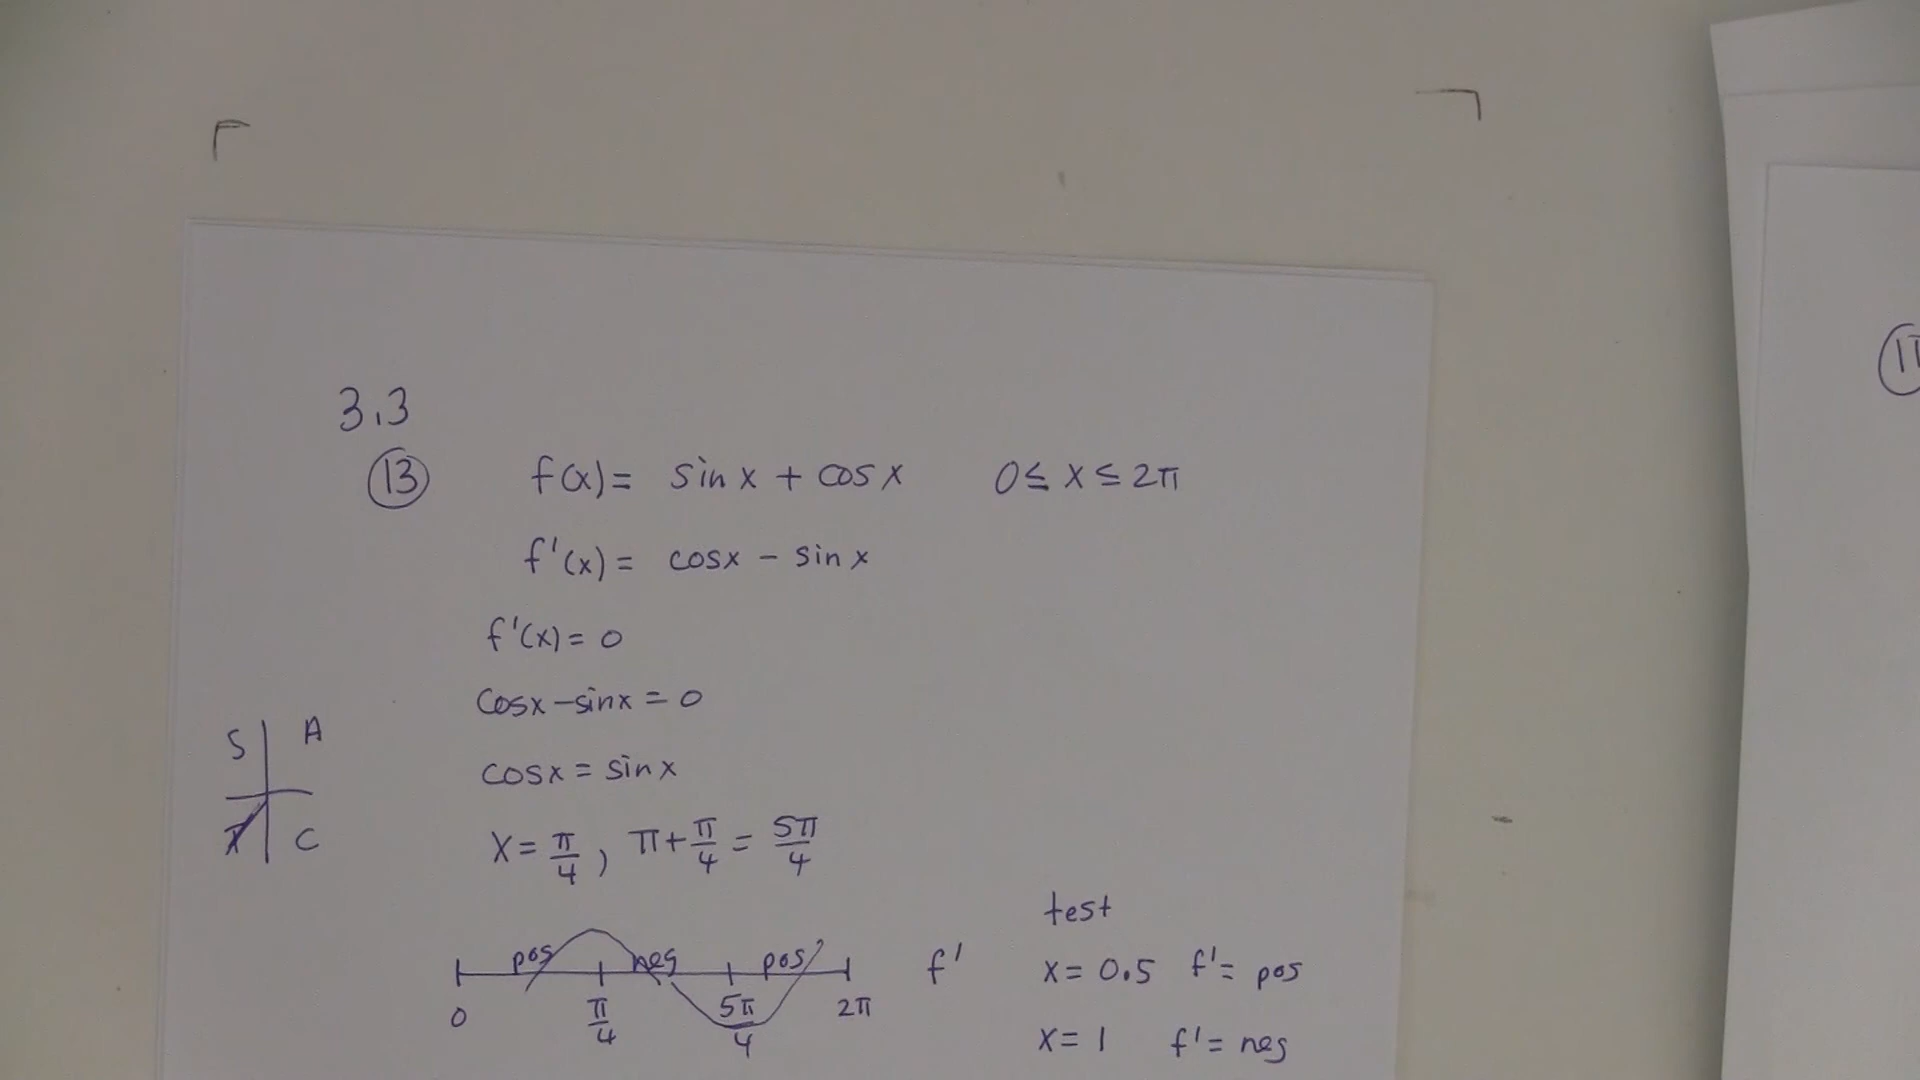 3.3
13 f(x) = sin x + cos x 0 ≤ x ≤ 2π
f'(x) = cosx - sin x
f'(x) = 0
cosx - sinx = 0
S A
cosx = sin x
T C
x = π/4, π + π/4 = 5π/4
test
pos neg pos f'
x = 0.5 f' = pos
0 π/4 5π/4 2π
x = 1 f' = neg
11